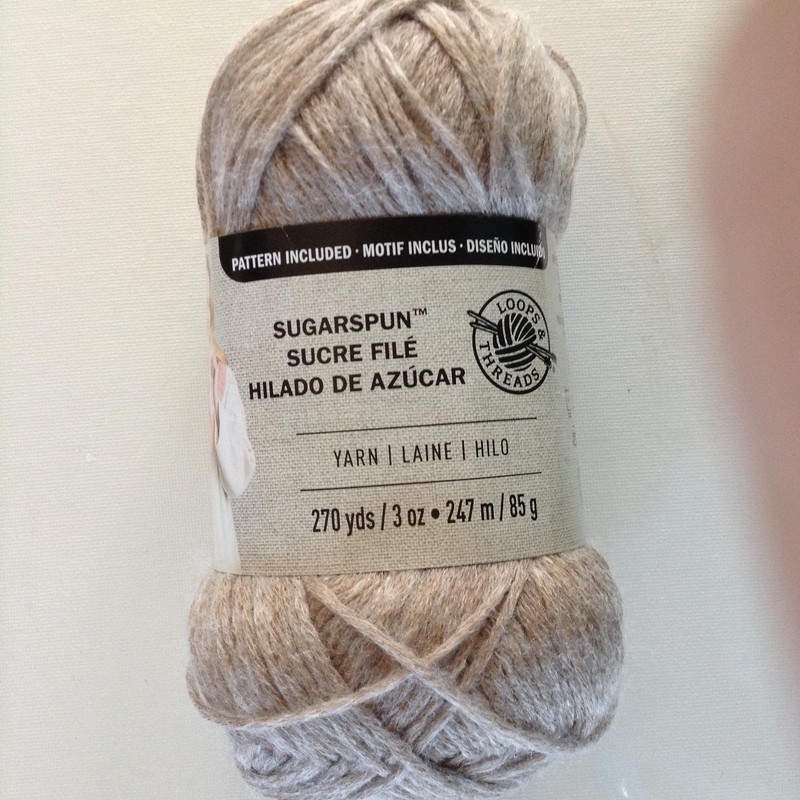 PATTERN INCLUDED · MOTIF INCLUS · DISEÑO INCLUIDO
SUGARSPUN™
SUCRE FILÉ
HILADO DE AZÚCAR
LOOPS &
THREADS
YARN | LAINE | HILO
270 yds / 3 oz • 247 m / 85 g